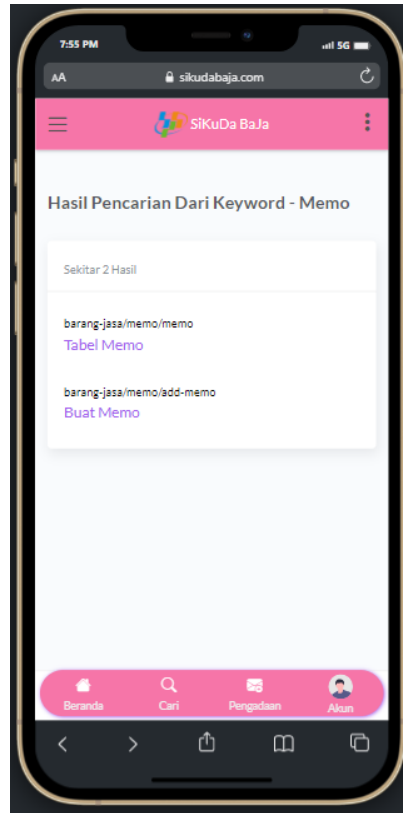 7:55 PM
5G
AA
sikudabaja.com
SiKuDa BaJa
Hasil Pencarian Dari Keyword - Memo
Sekitar 2 Hasil
barang-jasa/memo/memo
Tabel Memo
barang-jasa/memo/add-memo
Buat Memo
Beranda
Cari
Pengadaan
Akun